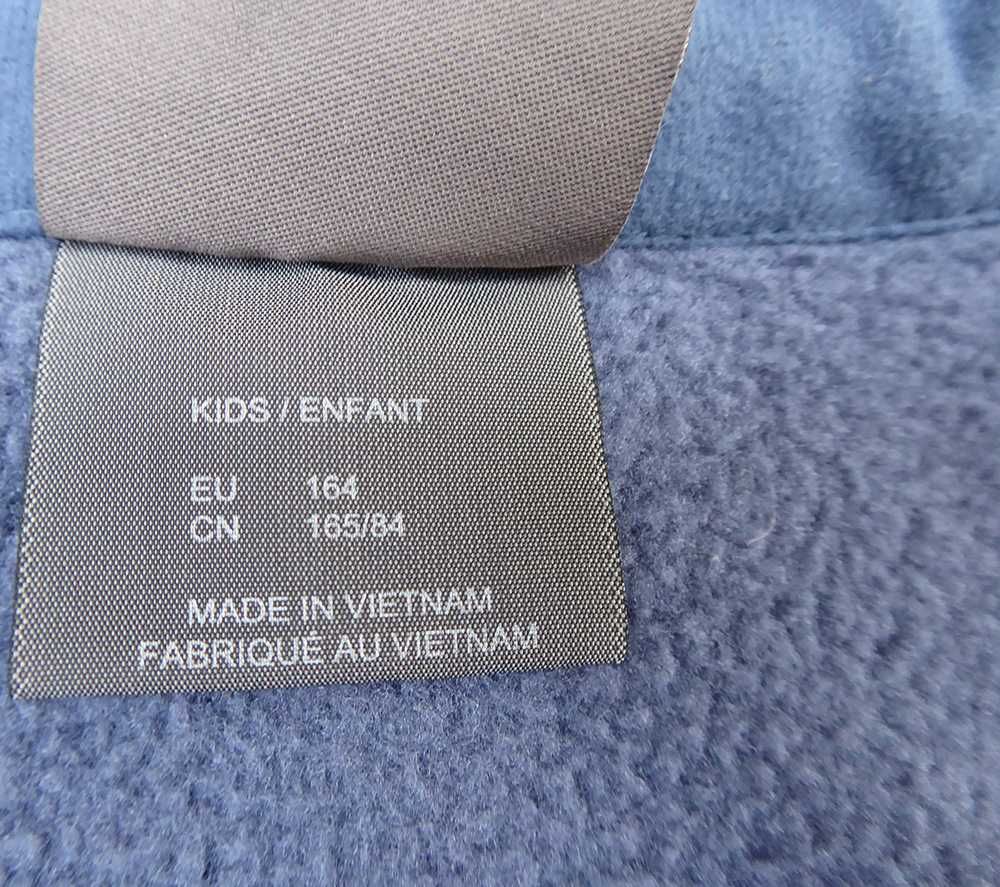 KIDS / ENFANT
EU 164
CN 165/84
MADE IN VIETNAM
FABRIQUÉ AU VIETNAM